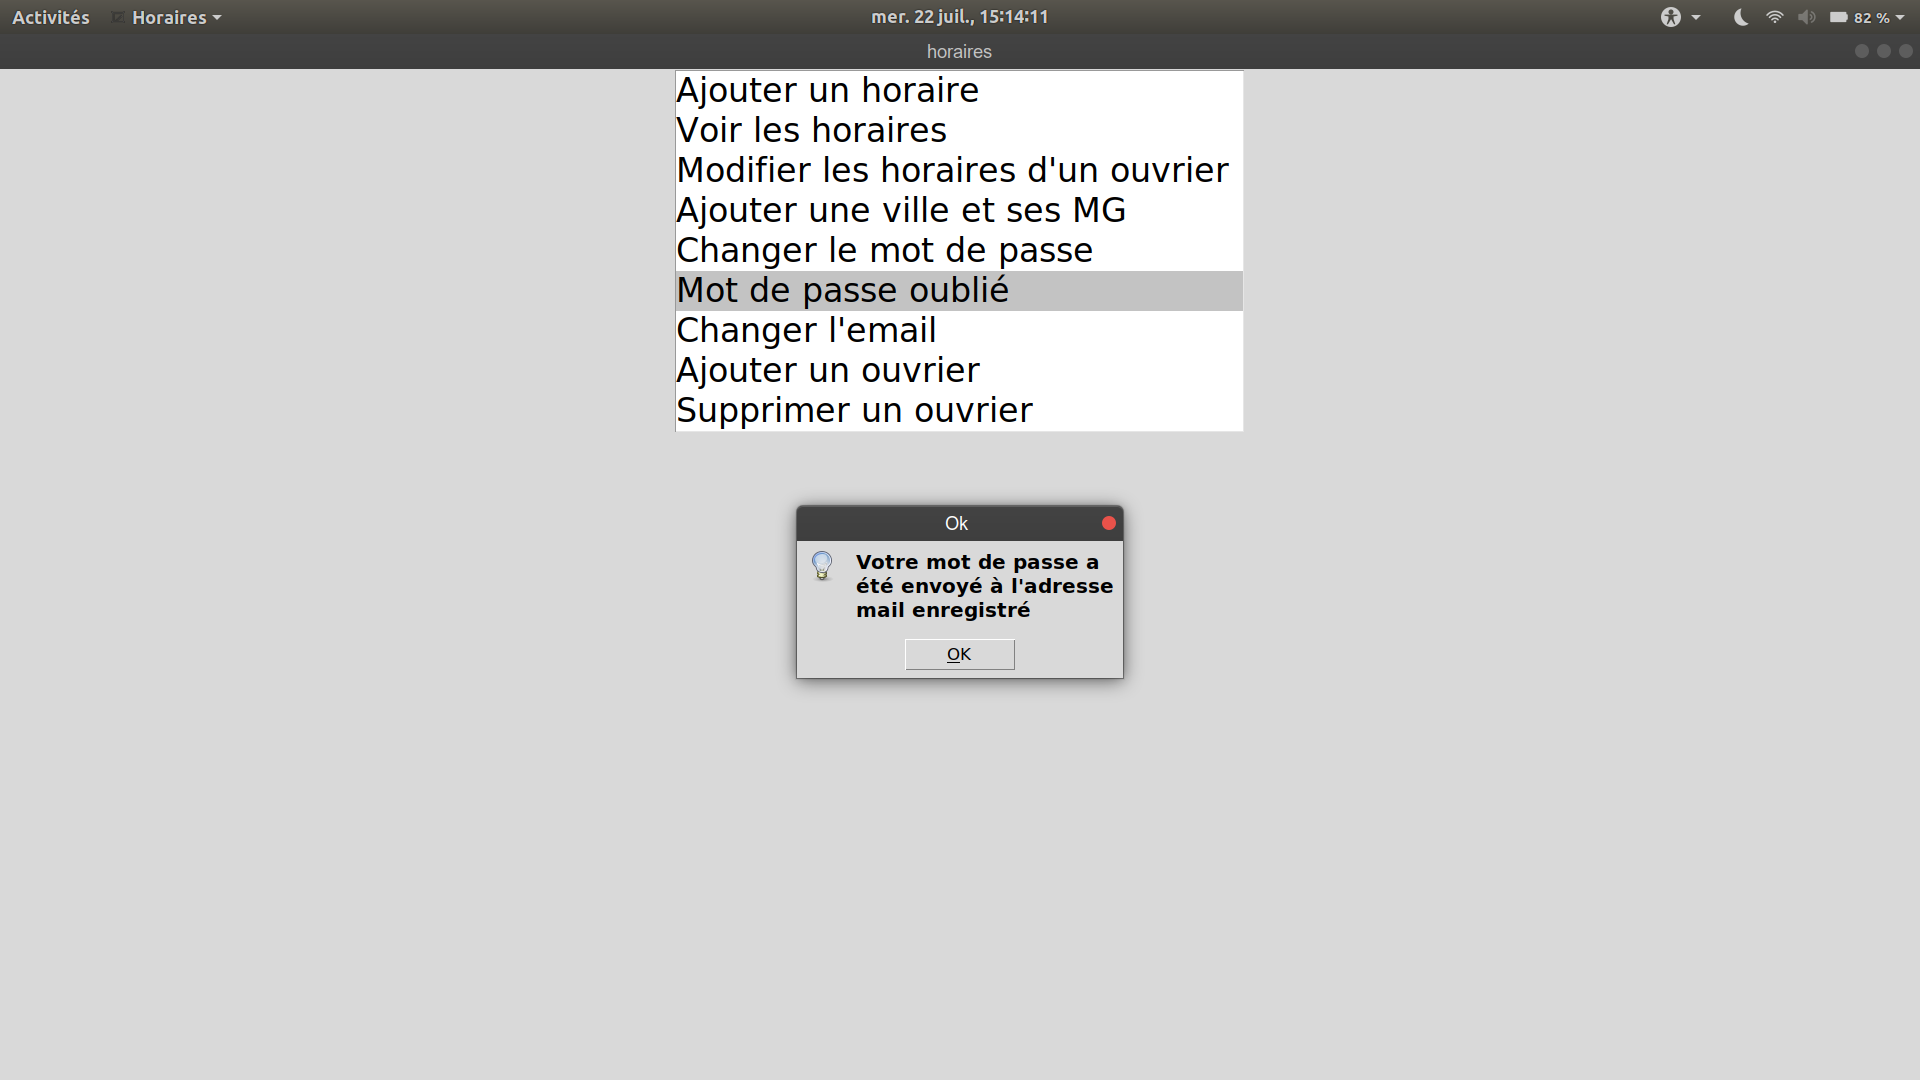 Activités Horaires mer. 22 juil., 15:14:11 82 %
horaires
Ajouter un horaire
Voir les horaires
Modifier les horaires d'un ouvrier
Ajouter une ville et ses MG
Changer le mot de passe
Mot de passe oublié
Changer l'email
Ajouter un ouvrier
Supprimer un ouvrier
Ok
Votre mot de passe a
été envoyé à l'adresse
mail enregistré
OK